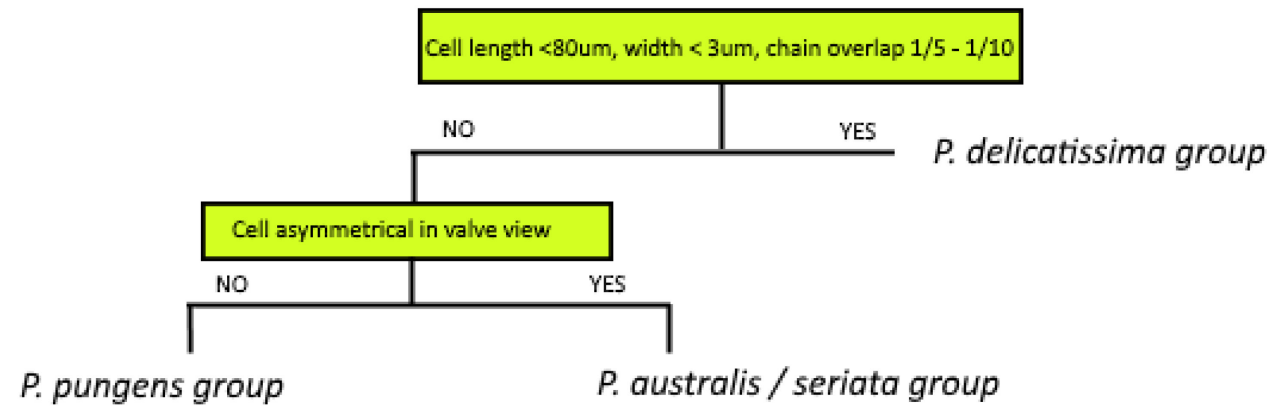 Cell length <80um, width < 3um, chain overlap 1/5 - 1/10
NO
YES
P. delicatissima group
Cell asymmetrical in valve view
NO
YES
P. pungens group
P. australis / seriata group